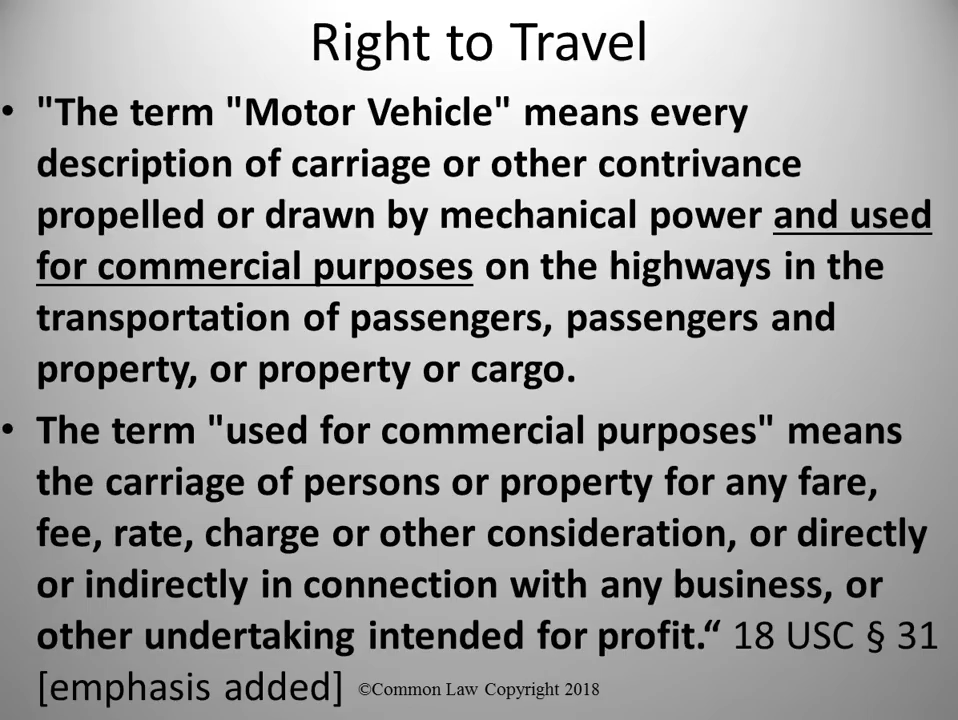 Right to Travel
• "The term "Motor Vehicle" means every
description of carriage or other contrivance
propelled or drawn by mechanical power and used
for commercial purposes on the highways in the
transportation of passengers, passengers and
property, or property or cargo.
• The term "used for commercial purposes" means
the carriage of persons or property for any fare,
fee, rate, charge or other consideration, or directly
or indirectly in connection with any business, or
other undertaking intended for profit.“ 18 USC § 31
[emphasis added] ©Common Law Copyright 2018